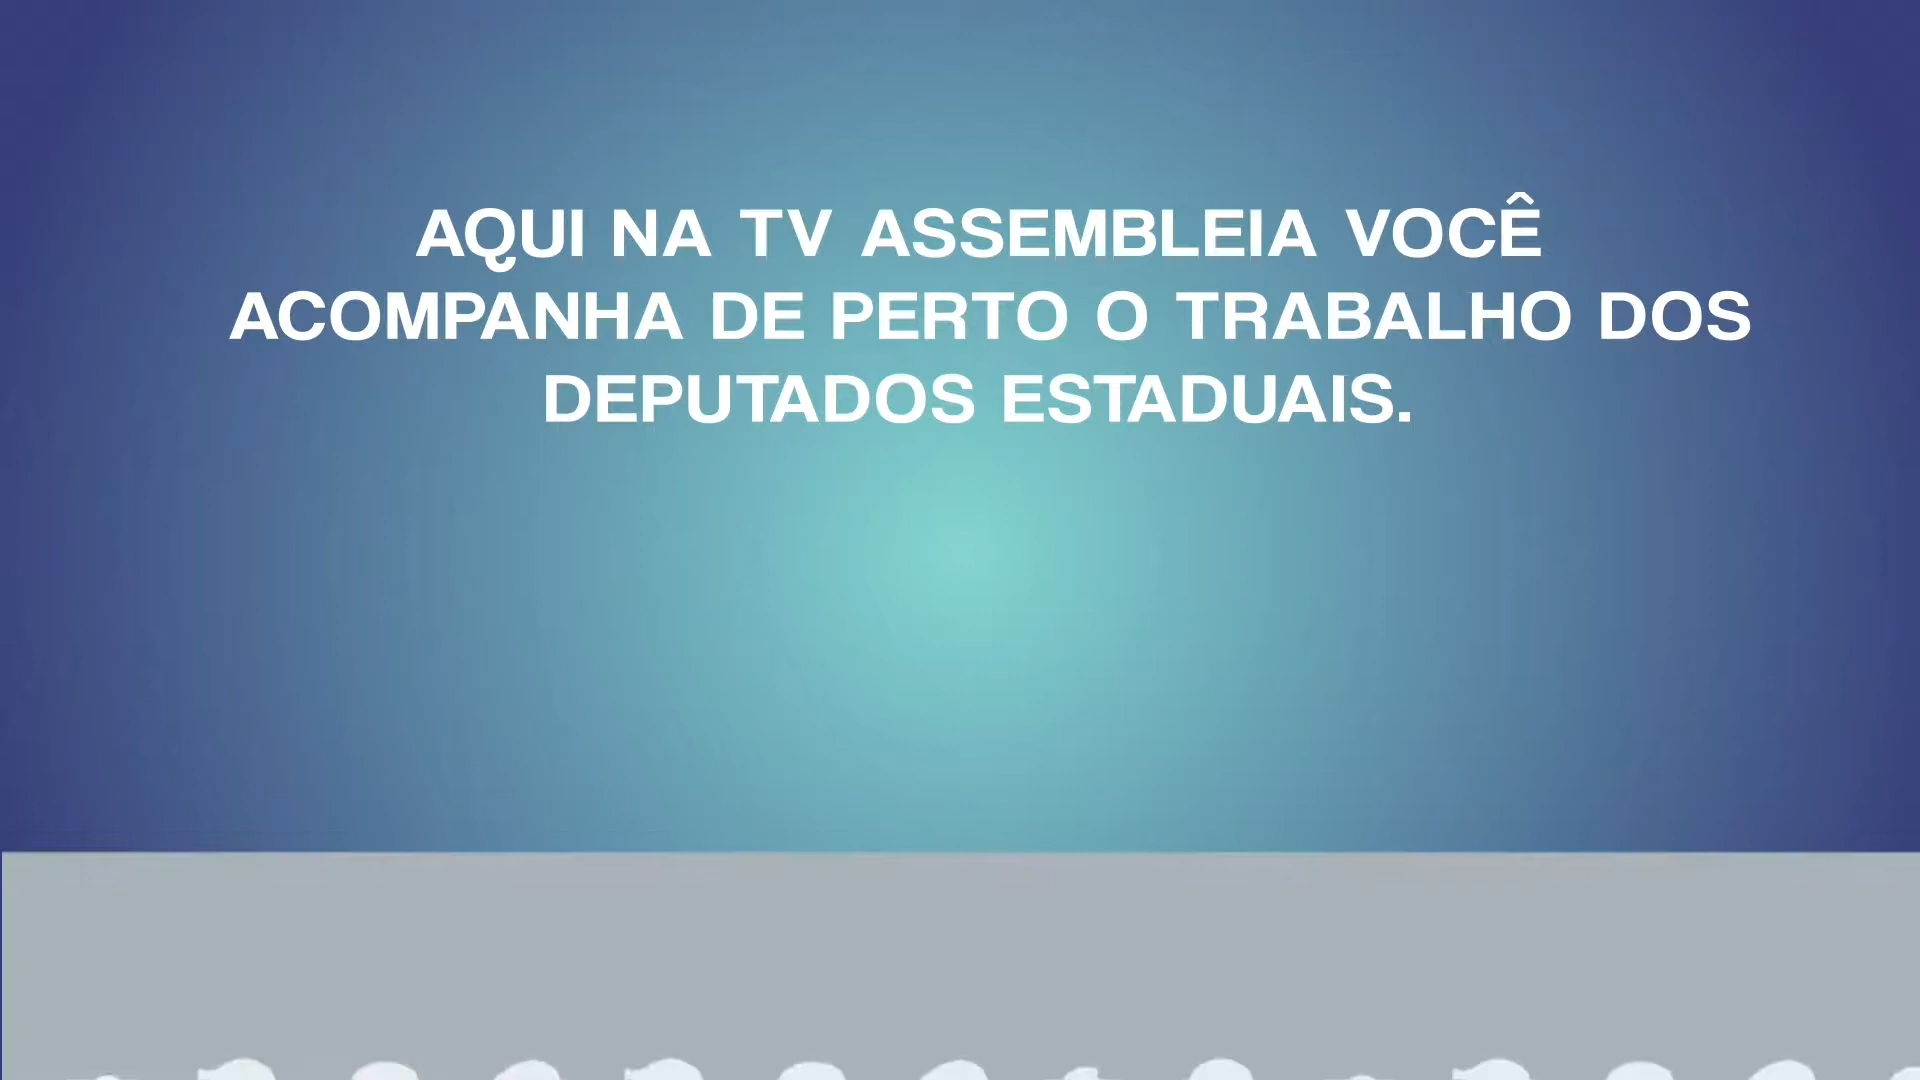 AQUI NA TV ASSEMBLEIA VOCÊ
ACOMPANHA DE PERTO O TRABALHO DOS
DEPUTADOS ESTADUAIS.